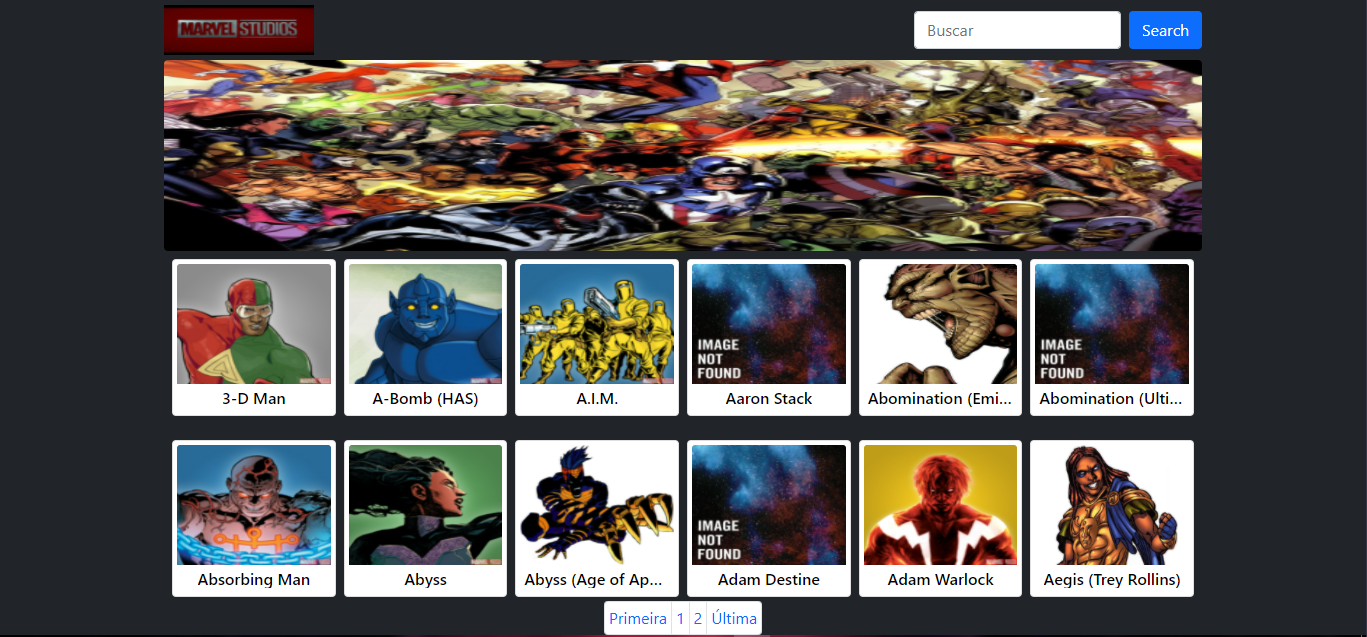 MARVEL STUDIOS
Buscar
Search
IMAGE
NOT
FOUND
IMAGE
NOT
FOUND
3-D Man
A-Bomb (HAS)
A.I.M.
Aaron Stack
Abomination (Emi...
Abomination (Ulti...
IMAGE
NOT
FOUND
Absorbing Man
Abyss
Abyss (Age of Ap...
Adam Destine
Adam Warlock
Aegis (Trey Rollins)
Primeira 1 2 Última